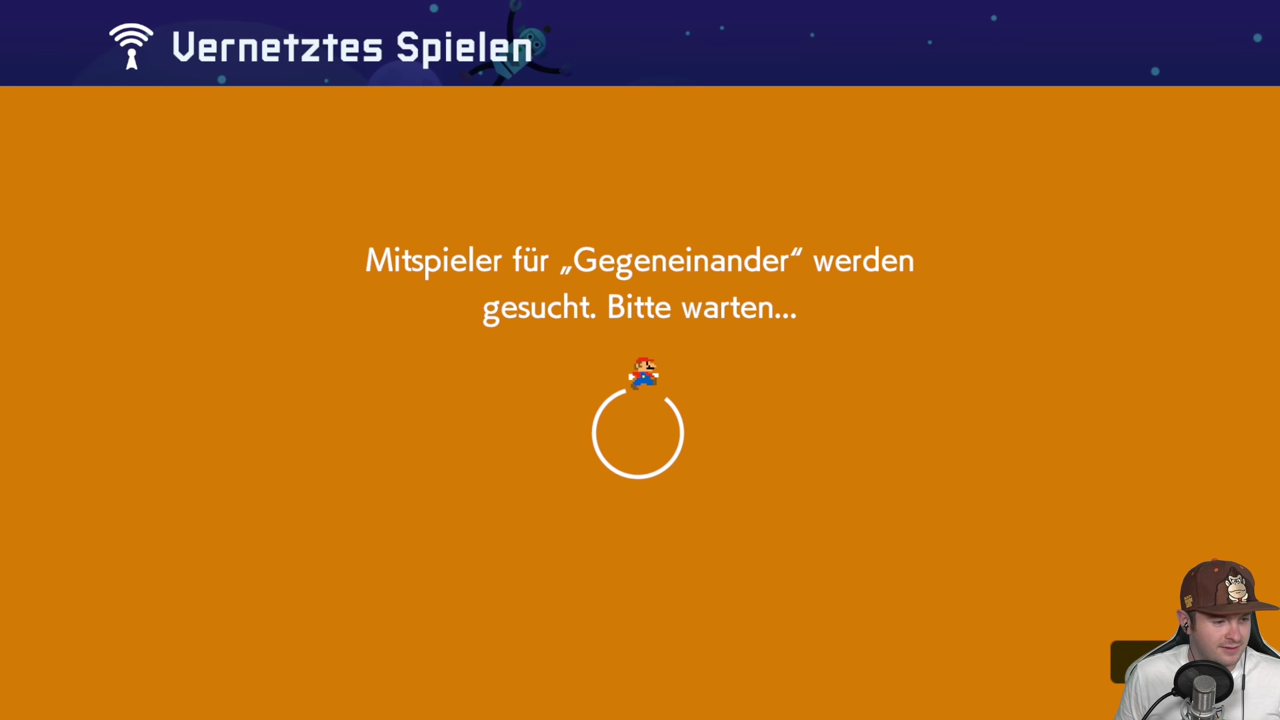 Vernetztes Spielen
Mitspieler für „Gegeneinander“ werden
gesucht. Bitte warten...